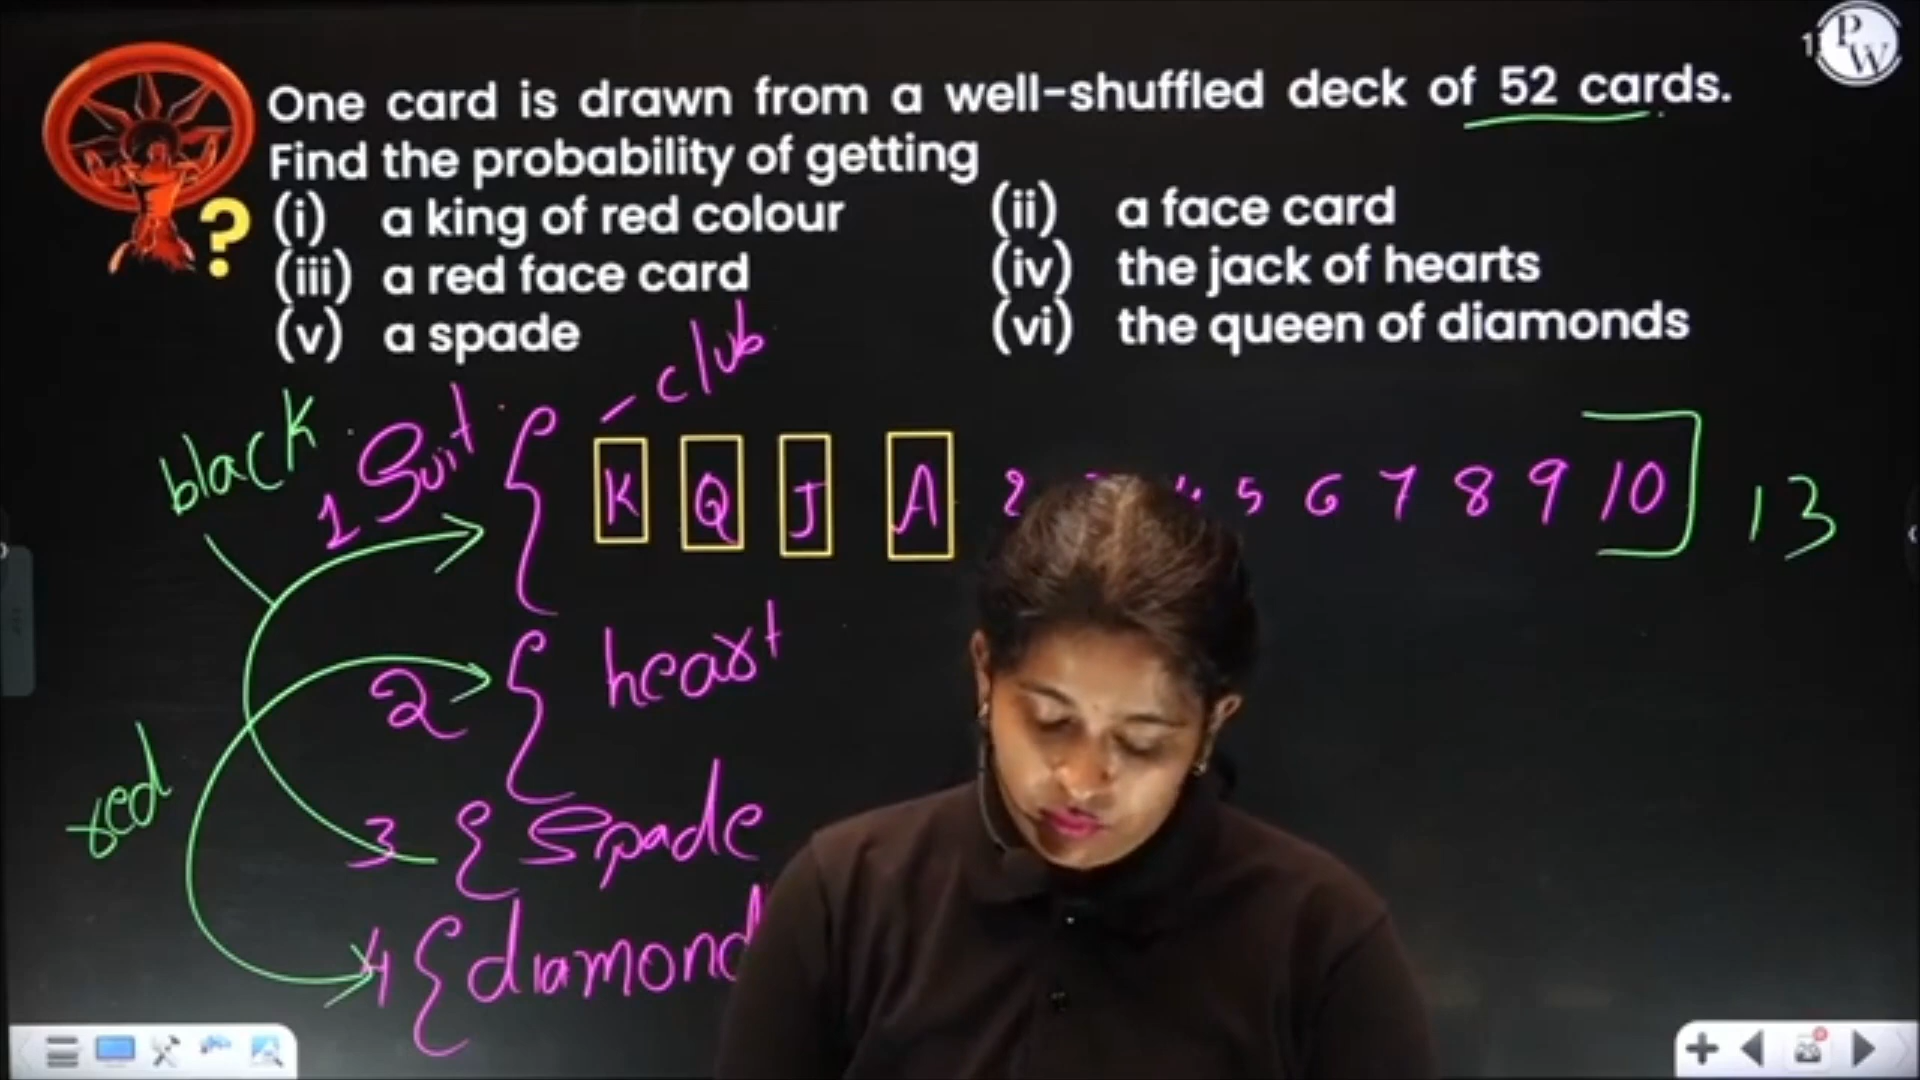 PW
One card is drawn from a well-shuffled deck of 52 cards.
Find the probability of getting
(i) a king of red colour (ii) a face card
(iii) a red face card (iv) the jack of hearts
(v) a spade (vi) the queen of diamonds
?
club
black
1 Suit K Q J A 2 5 6 7 8 9 10 13
2 heart
red
3 Spade
4 diamond